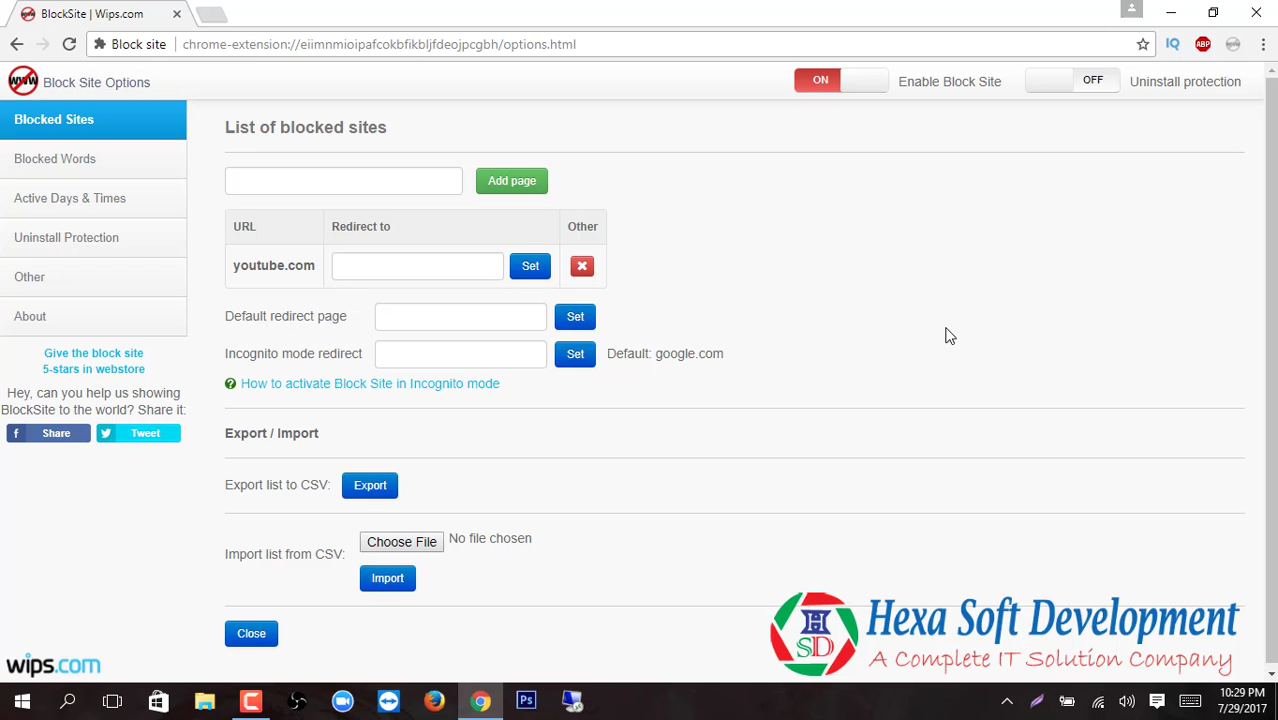 BlockSite | Wips.com
Block site chrome-extension://eiimnmioipafcokbfikbljfdeojpcgbh/options.html
IQ ABP
WWW Block Site Options ON Enable Block Site OFF Uninstall protection
Blocked Sites
Blocked Words
Active Days & Times
Uninstall Protection
Other
About
Give the block site
5-stars in webstore
Hey, can you help us showing
BlockSite to the world? Share it:
f Share Tweet
wips.com
List of blocked sites
Add page
URL Redirect to Other
youtube.com Set
Default redirect page Set
Incognito mode redirect Set Default: google.com
How to activate Block Site in Incognito mode
Export / Import
Export list to CSV: Export
Import list from CSV: Choose File No file chosen
Import
Close
H
SD
Hexa Soft Development
A Complete IT Solution Company
Ps
10:29 PM
7/29/2017